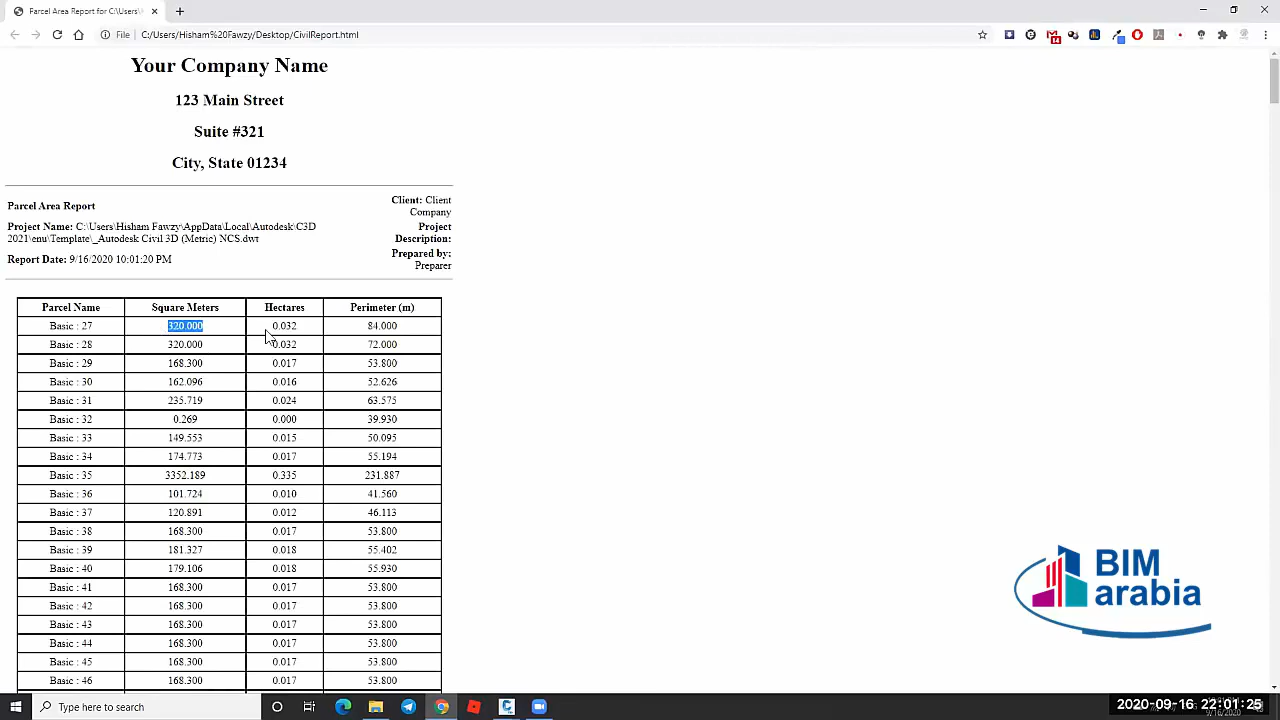 Parcel Area Report for C:\Users\
File C:/Users/Hisham%20Fawzy/Desktop/CivilReport.html
14
Your Company Name
123 Main Street
Suite #321
City, State 01234
Parcel Area Report
Client: Client
Company
Project Name: C:\Users\Hisham Fawzy\AppData\Local\Autodesk\C3D
2021\enu\Template\_Autodesk Civil 3D (Metric) NCS.dwt
Project
Description:
Report Date: 9/16/2020 10:01:20 PM
Prepared by:
Preparer
Parcel Name Square Meters Hectares Perimeter (m)
Basic : 27 320.000 0.032 84.000
Basic : 28 320.000 0.032 72.000
Basic : 29 168.300 0.017 53.800
Basic : 30 162.096 0.016 52.626
Basic : 31 235.719 0.024 63.575
Basic : 32 0.269 0.000 39.930
Basic : 33 149.553 0.015 50.095
Basic : 34 174.773 0.017 55.194
Basic : 35 3352.189 0.335 231.887
Basic : 36 101.724 0.010 41.560
Basic : 37 120.891 0.012 46.113
Basic : 38 168.300 0.017 53.800
Basic : 39 181.327 0.018 55.402
Basic : 40 179.106 0.018 55.930
Basic : 41 168.300 0.017 53.800
Basic : 42 168.300 0.017 53.800
Basic : 43 168.300 0.017 53.800
Basic : 44 168.300 0.017 53.800
Basic : 45 168.300 0.017 53.800
Basic : 46 168.300 0.017 53.800
BIM
arabia
Type here to search
2020-09-16 22:01:25
9/16/2020